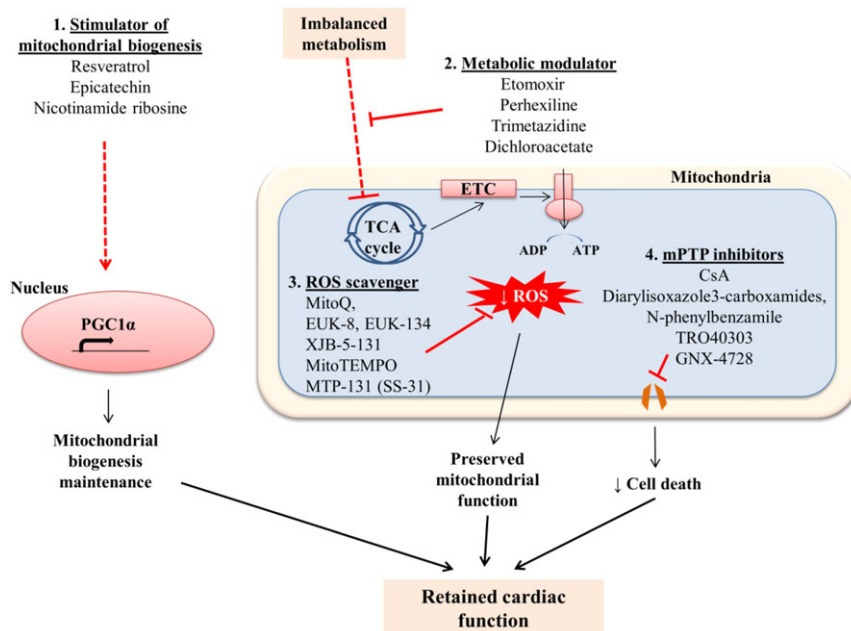 1. Stimulator of
mitochondrial biogenesis
Resveratrol
Epicatechin
Nicotinamide ribosine
Imbalanced
metabolism
2. Metabolic modulator
Etomoxir
Perhexiline
Trimetazidine
Dichloroacetate
Mitochondria
ETC
TCA
cycle
ADP
ATP
3. ROS scavenger
MitoQ,
EUK-8, EUK-134
XJB-5-131
MitoTEMPO
MTP-131 (SS-31)
↓ ROS
4. mPTP inhibitors
CsA
Diarylisoxazole3-carboxamides,
N-phenylbenzamile
TRO40303
GNX-4728
Nucleus
PGC1α
Mitochondrial
biogenesis
maintenance
Preserved
mitochondrial
function
↓ Cell death
Retained cardiac
function